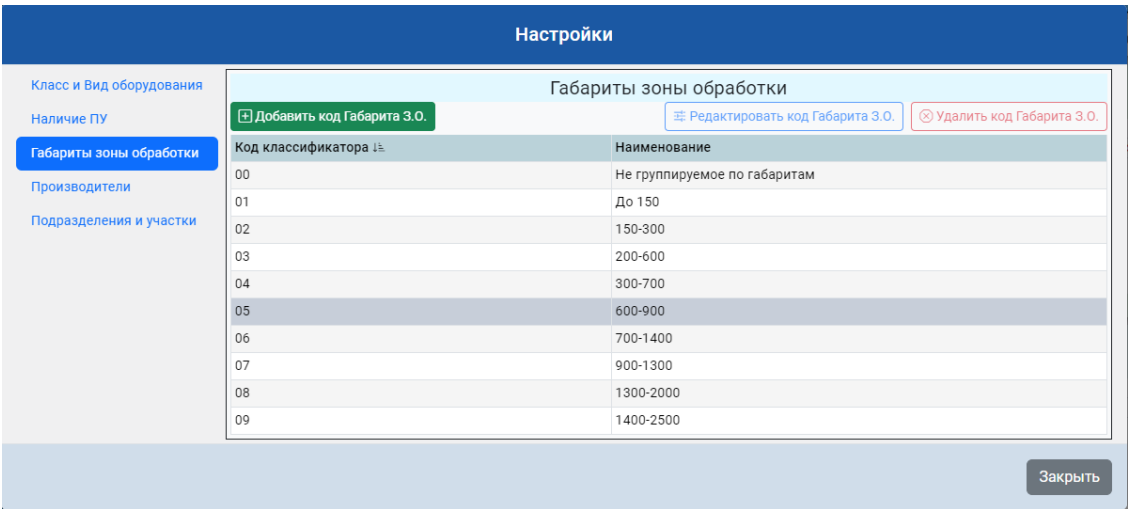 Настройки
Класс и Вид оборудования
Наличие ПУ
Габариты зоны обработки
Производители
Подразделения и участки
Габариты зоны обработки
Добавить код Габарита З.О. Редактировать код Габарита З.О. Удалить код Габарита З.О.
Код классификатора Наименование
00 Не группируемое по габаритам
01 До 150
02 150-300
03 200-600
04 300-700
05 600-900
06 700-1400
07 900-1300
08 1300-2000
09 1400-2500
Закрыть